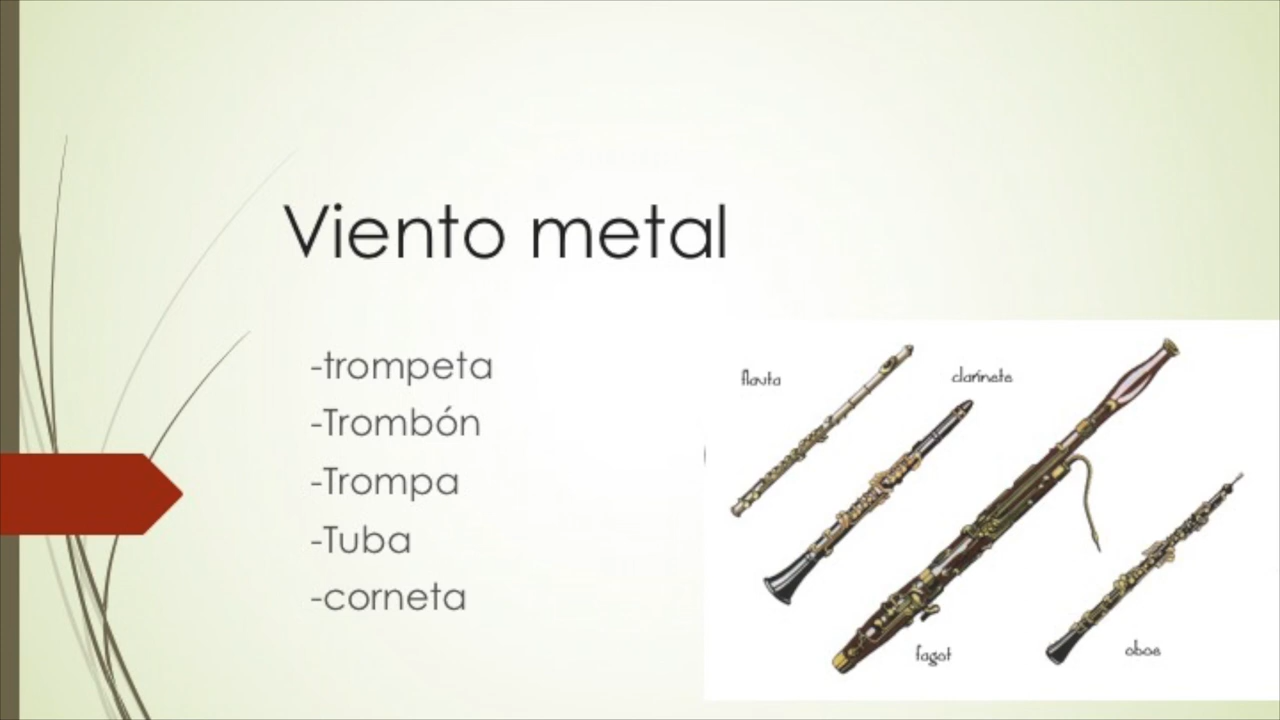 Viento metal
-trompeta
-Trombón
-Trompa
-Tuba
-corneta
flauta
clarinete
fagot
oboe